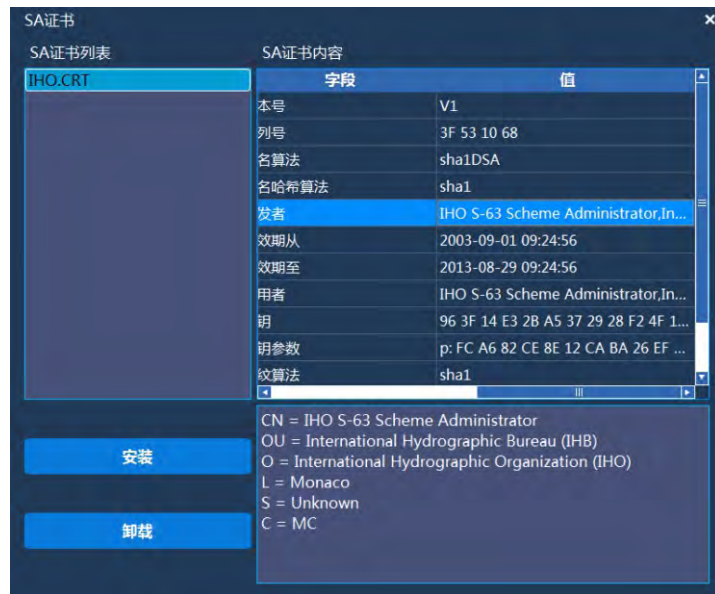 SA证书
SA证书列表 SA证书内容
IHO.CRT
字段 值
本号 V1
列号 3F 53 10 68
名算法 sha1DSA
名哈希算法 sha1
发者 IHO S-63 Scheme Administrator,In...
效期从 2003-09-01 09:24:56
效期至 2013-08-29 09:24:56
用者 IHO S-63 Scheme Administrator,In...
钥 96 3F 14 E3 2B A5 37 29 28 F2 4F 1...
钥参数 p: FC A6 82 CE 8E 12 CA BA 26 EF ...
纹算法 sha1
CN = IHO S-63 Scheme Administrator
OU = International Hydrographic Bureau (IHB)
O = International Hydrographic Organization (IHO)
L = Monaco
S = Unknown
C = MC
安装
卸载